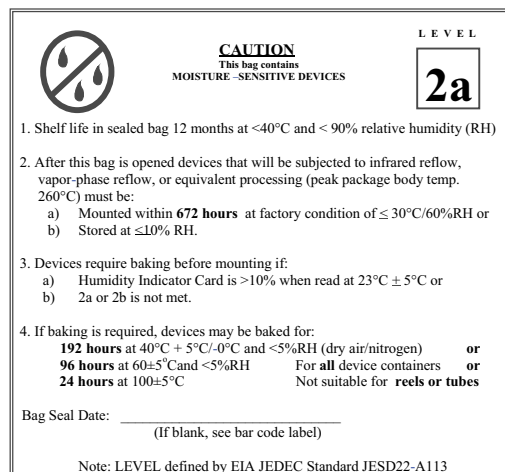 L E V E L
CAUTION
This bag contains
MOISTURE –SENSITIVE DEVICES
2a
1. Shelf life in sealed bag 12 months at <40°C and < 90% relative humidity (RH)
2. After this bag is opened devices that will be subjected to infrared reflow,
vapor-phase reflow, or equivalent processing (peak package body temp.
260°C) must be:
a) Mounted within 672 hours at factory condition of ≤ 30°C/60%RH or
b) Stored at ≤10% RH.
3. Devices require baking before mounting if:
a) Humidity Indicator Card is >10% when read at 23°C ± 5°C or
b) 2a or 2b is not met.
4. If baking is required, devices may be baked for:
192 hours at 40°C + 5°C/-0°C and <5%RH (dry air/nitrogen) or
96 hours at 60±5°Cand <5%RH For all device containers or
24 hours at 100±5°C Not suitable for reels or tubes
Bag Seal Date: ______________________________
(If blank, see bar code label)
Note: LEVEL defined by EIA JEDEC Standard JESD22-A113